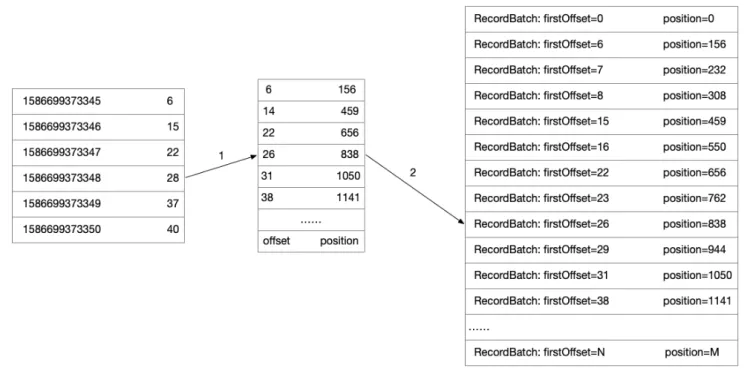 1586699373345 6
1586699373346 15
1586699373347 22
1586699373348 28
1586699373349 37
1586699373350 40
1
6 156
14 459
22 656
26 838
31 1050
38 1141
......
offset position
2
RecordBatch: firstOffset=0 position=0
RecordBatch: firstOffset=6 position=156
RecordBatch: firstOffset=7 position=232
RecordBatch: firstOffset=8 position=308
RecordBatch: firstOffset=15 position=459
RecordBatch: firstOffset=16 position=550
RecordBatch: firstOffset=22 position=656
RecordBatch: firstOffset=23 position=762
RecordBatch: firstOffset=26 position=838
RecordBatch: firstOffset=29 position=944
RecordBatch: firstOffset=31 position=1050
RecordBatch: firstOffset=38 position=1141
......
RecordBatch: firstOffset=N position=M